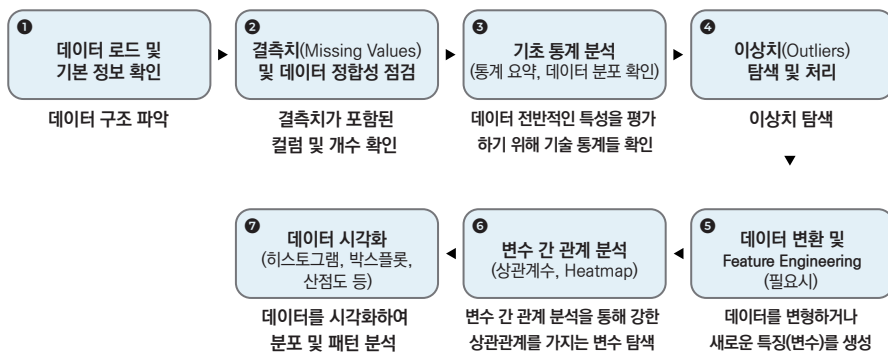 ❶
데이터 로드 및
기본 정보 확인
데이터 구조 파악
❷
결측치(Missing Values)
및 데이터 정합성 점검
결측치가 포함된
컬럼 및 개수 확인
❸
기초 통계 분석
(통계 요약, 데이터 분포 확인)
데이터 전반적인 특성을 평가
하기 위해 기술 통계들 확인
❹
이상치(Outliers)
탐색 및 처리
이상치 탐색
❺
데이터 변환 및
Feature Engineering
(필요시)
데이터를 변형하거나
새로운 특징(변수)를 생성
❻
변수 간 관계 분석
(상관계수, Heatmap)
변수 간 관계 분석을 통해 강한
상관관계를 가지는 변수 탐색
❼
데이터 시각화
(히스토그램, 박스플롯,
산점도 등)
데이터를 시각화하여
분포 및 패턴 분석